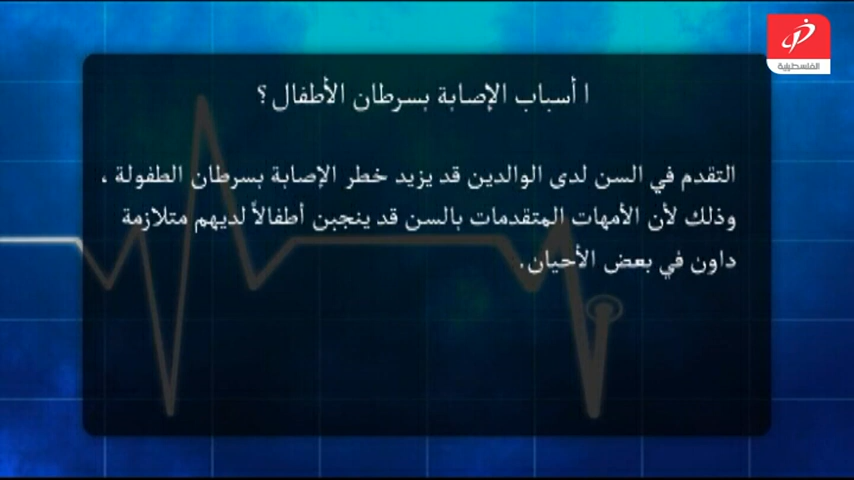 الفلسطينية
ا أسباب الإصابة بسرطان الأطفال ؟
التقدم في السن لدى الوالدين قد يزيد خطر الإصابة بسرطان الطفولة ،
وذلك لأن الأمهات المتقدمات بالسن قد ينجبن أطفالاً لديهم متلازمة
داون في بعض الأحيان.